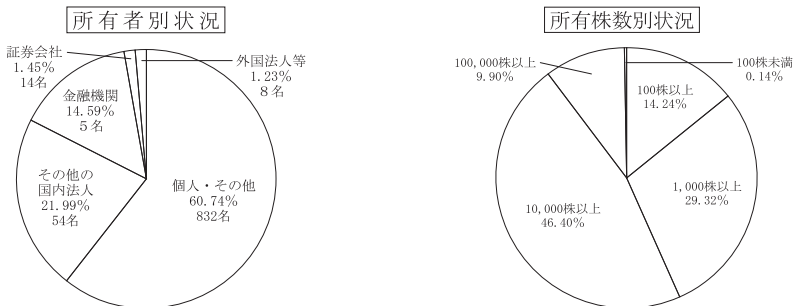 所有者別状況
証券会社
1.45%
14名
外国法人等
1.23%
8名
金融機関
14.59%
5名
その他の
国内法人
21.99%
54名
個人・その他
60.74%
832名
所有株数別状況
100,000株以上
9.90%
100株未満
0.14%
100株以上
14.24%
1,000株以上
29.32%
10,000株以上
46.40%